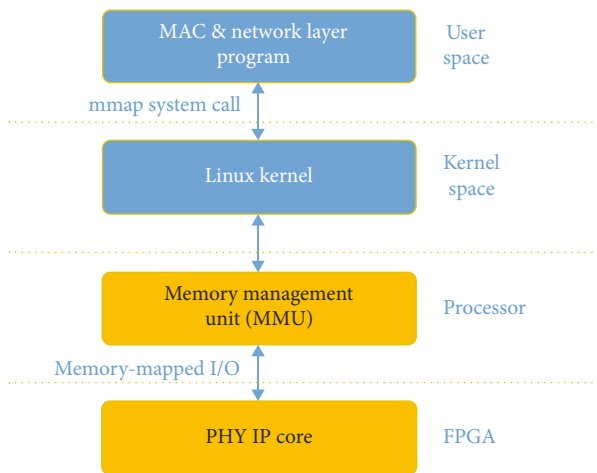 MAC & network layer
program
User
space
mmap system call
Linux kernel
Kernel
space
Memory management
unit (MMU)
Processor
Memory-mapped I/O
PHY IP core
FPGA